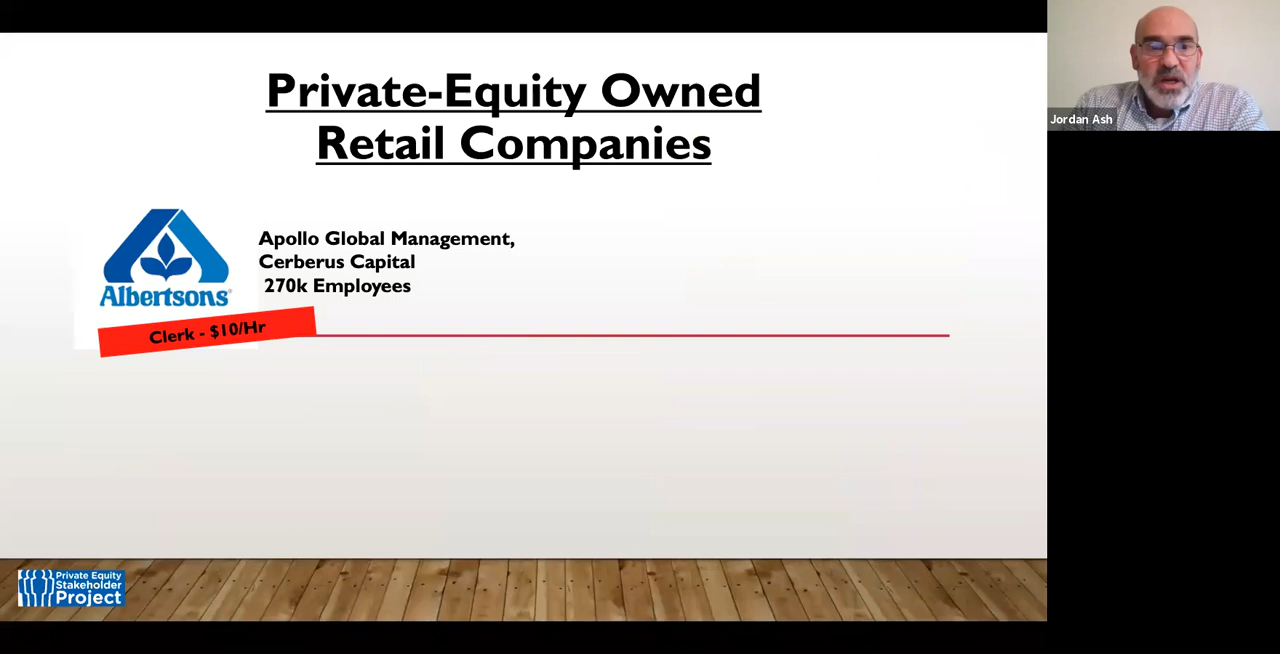 Private-Equity Owned
Retail Companies
Jordan Ash
Apollo Global Management,
Cerberus Capital
270k Employees
Albertsons®
Clerk - $10/Hr
Private Equity
Stakeholder
Project